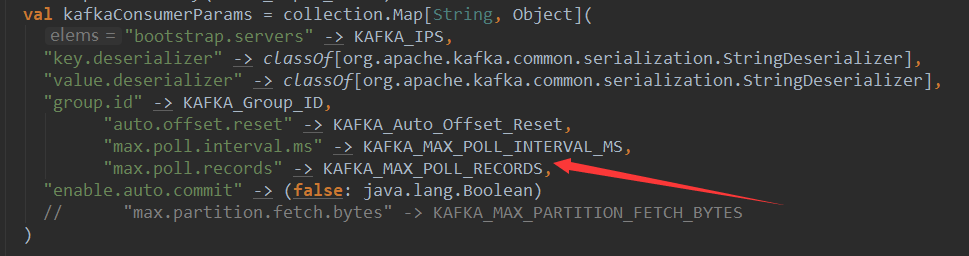 val kafkaConsumerParams = collection.Map[String, Object](
elems = "bootstrap.servers" -> KAFKA_IPS,
"key.deserializer" -> classOf[org.apache.kafka.common.serialization.StringDeserializer],
"value.deserializer" -> classOf[org.apache.kafka.common.serialization.StringDeserializer],
"group.id" -> KAFKA_Group_ID,
"auto.offset.reset" -> KAFKA_Auto_Offset_Reset,
"max.poll.interval.ms" -> KAFKA_MAX_POLL_INTERVAL_MS,
"max.poll.records" -> KAFKA_MAX_POLL_RECORDS,
"enable.auto.commit" -> (false: java.lang.Boolean)
// "max.partition.fetch.bytes" -> KAFKA_MAX_PARTITION_FETCH_BYTES
)